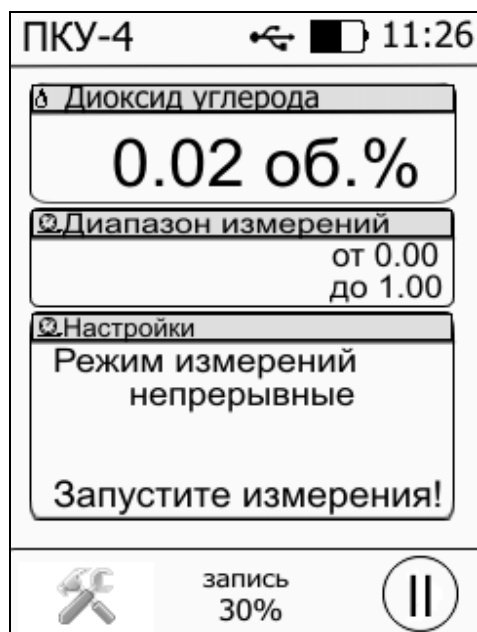 ПКУ-4 11:26
Диоксид углерода
0.02 об.%
Диапазон измерений
от 0.00
до 1.00
Настройки
Режим измерений
непрерывные
Запустите измерения!
запись
30%